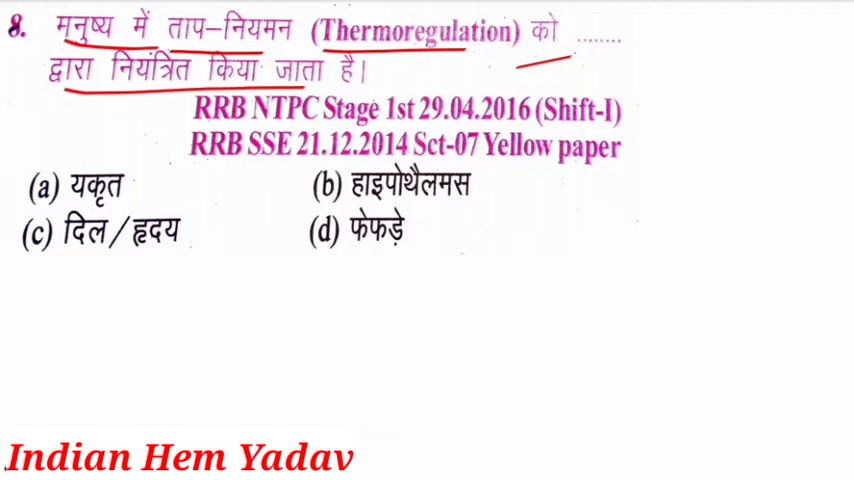 8. मनुष्य में ताप-नियमन (Thermoregulation) को ........
द्वारा नियंत्रित किया जाता है।
RRB NTPC Stage 1st 29.04.2016 (Shift-I)
RRB SSE 21.12.2014 Sct-07 Yellow paper
(a) यकृत (b) हाइपोथैलमस
(c) दिल/हृदय (d) फेफड़े
Indian Hem Yadav